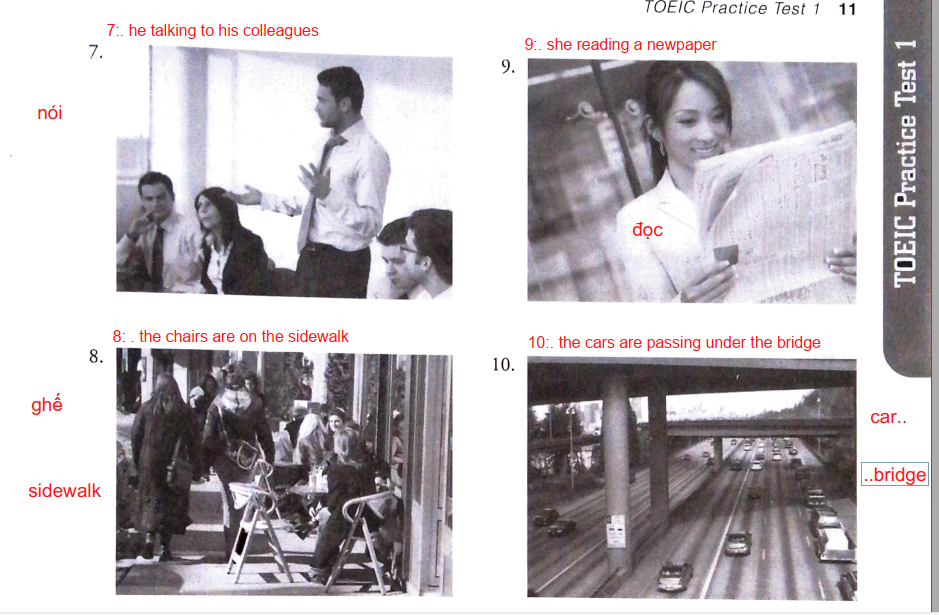 TOEIC Practice Test 1 11
7:. he talking to his colleagues
7.
nói
9:. she reading a newpaper
9.
đọc
8: . the chairs are on the sidewalk
8.
ghế
sidewalk
10:. the cars are passing under the bridge
10.
car..
..bridge
TOEIC Practice Test 1